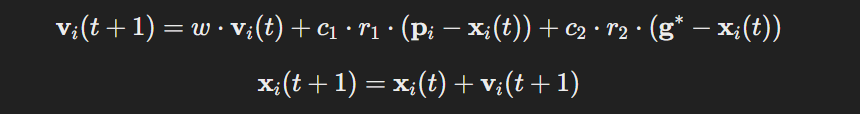 𝐯ᵢ(t + 1) = w · 𝐯ᵢ(t) + c₁ · r₁ · (𝐩ᵢ − 𝐱ᵢ(t)) + c₂ · r₂ · (𝐠* − 𝐱ᵢ(t))
𝐱ᵢ(t + 1) = 𝐱ᵢ(t) + 𝐯ᵢ(t + 1)